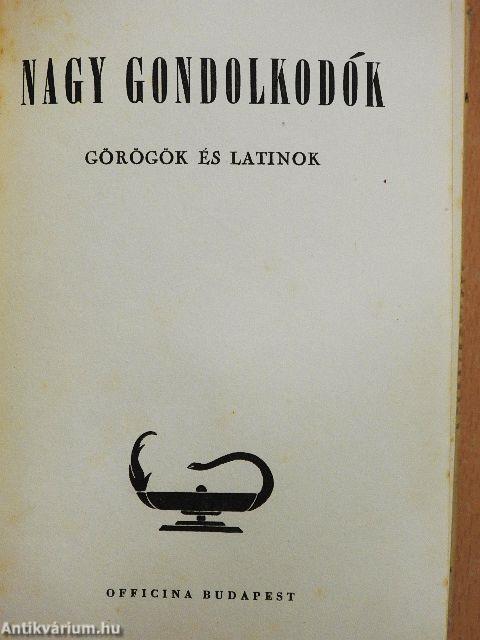 NAGY GONDOLKODÓK
GÖRÖGÖK ÉS LATINOK
OFFICINA BUDAPEST
Antikvárium.hu